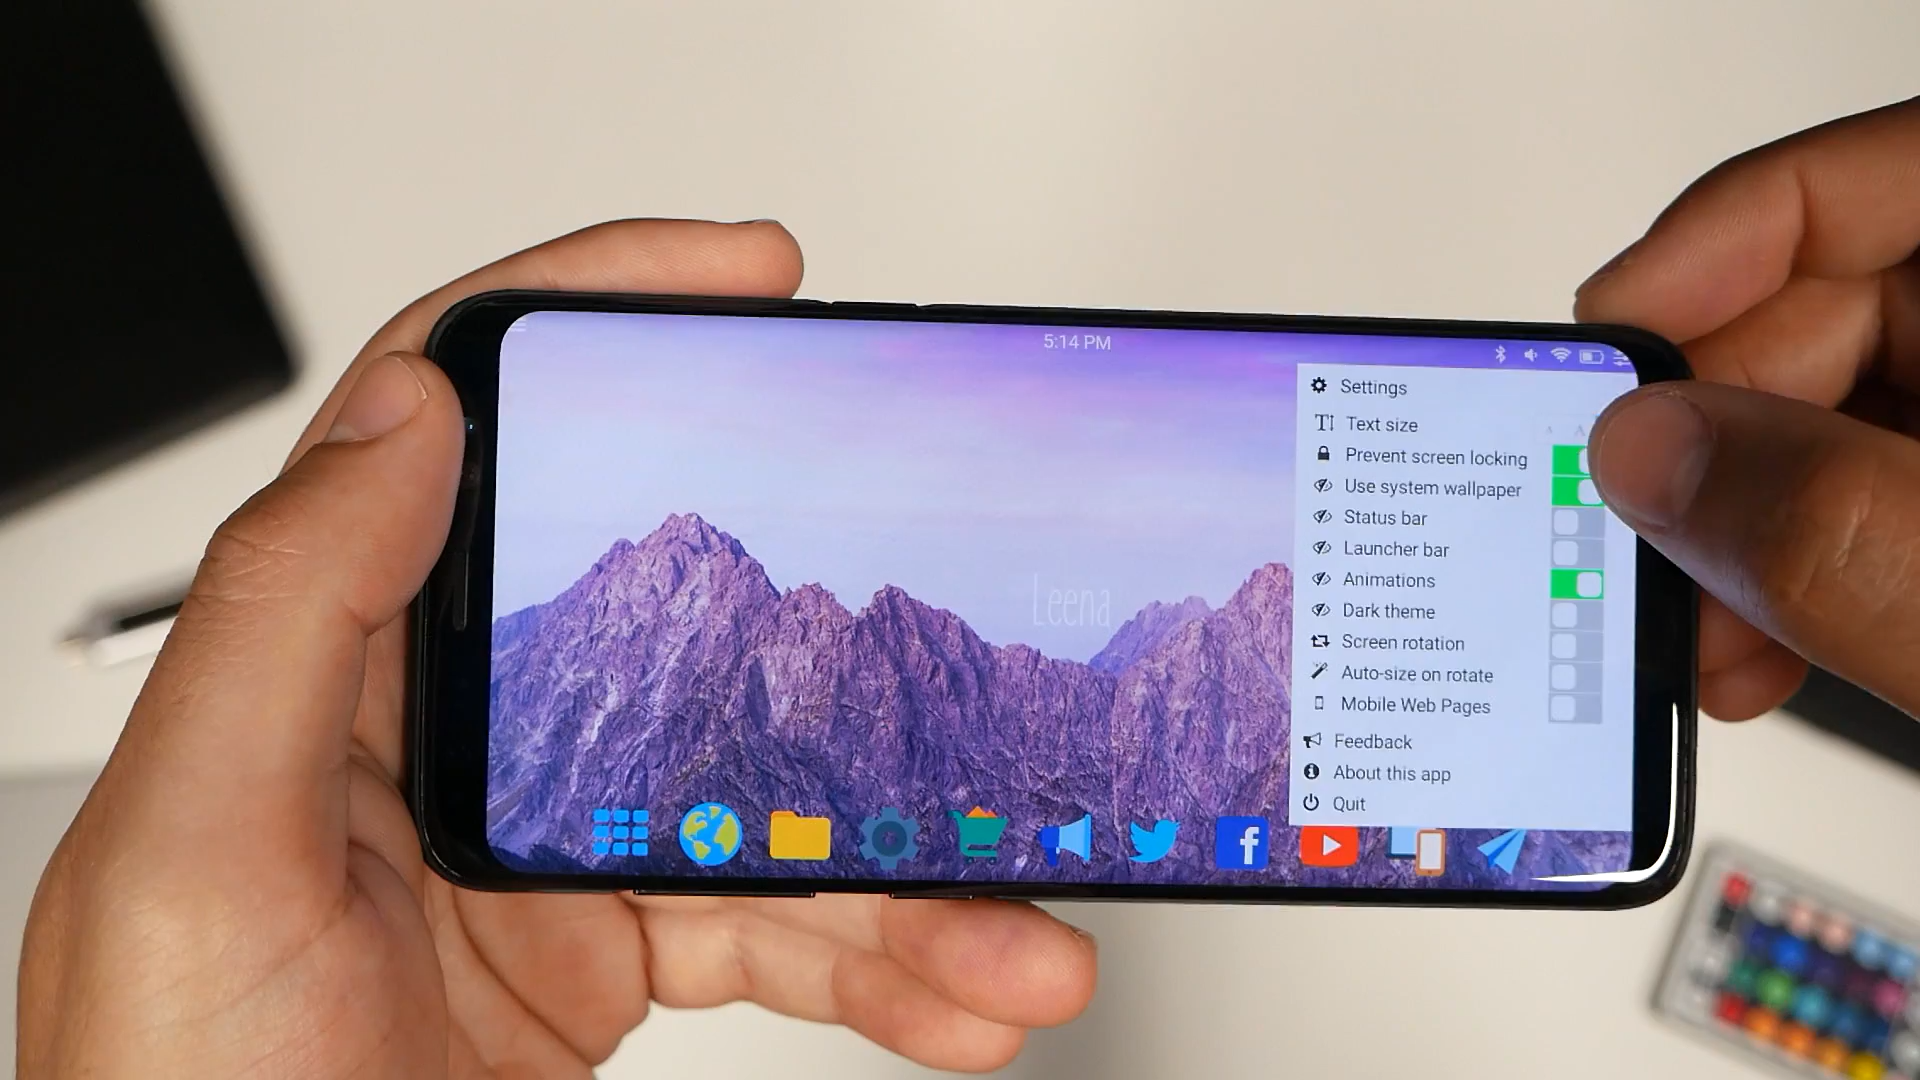 5:14 PM
Settings
Text size
Prevent screen locking
Use system wallpaper
Status bar
Launcher bar
Animations
Dark theme
Screen rotation
Auto-size on rotate
Mobile Web Pages
Feedback
About this app
Quit
Leena